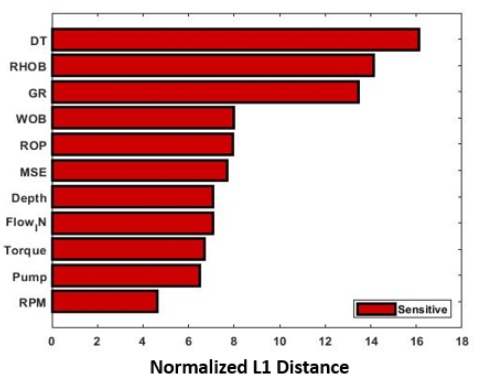 DT
RHOB
GR
WOB
ROP
MSE
Depth
Flow_IN
Torque
Pump
RPM
Sensitive
0 2 4 6 8 10 12 14 16 18
Normalized L1 Distance